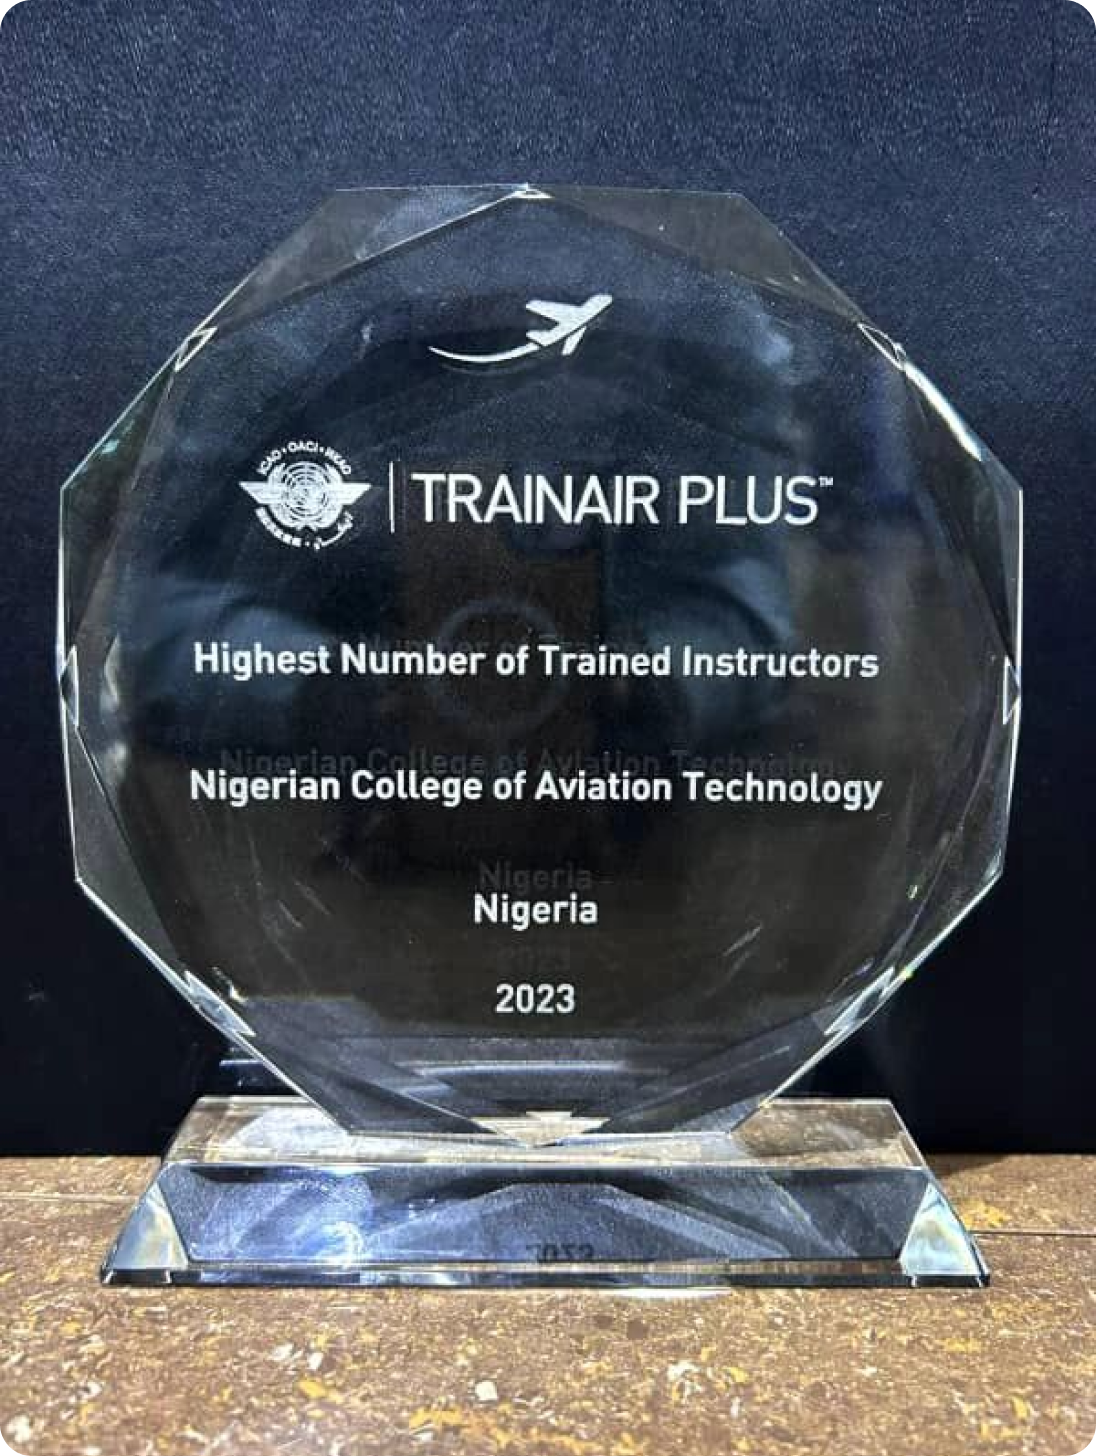 ICAO • OACI • ИКАО
TRAINAIR PLUS™
Highest Number of Trained Instructors
Nigerian College of Aviation Technology
Nigeria
2023